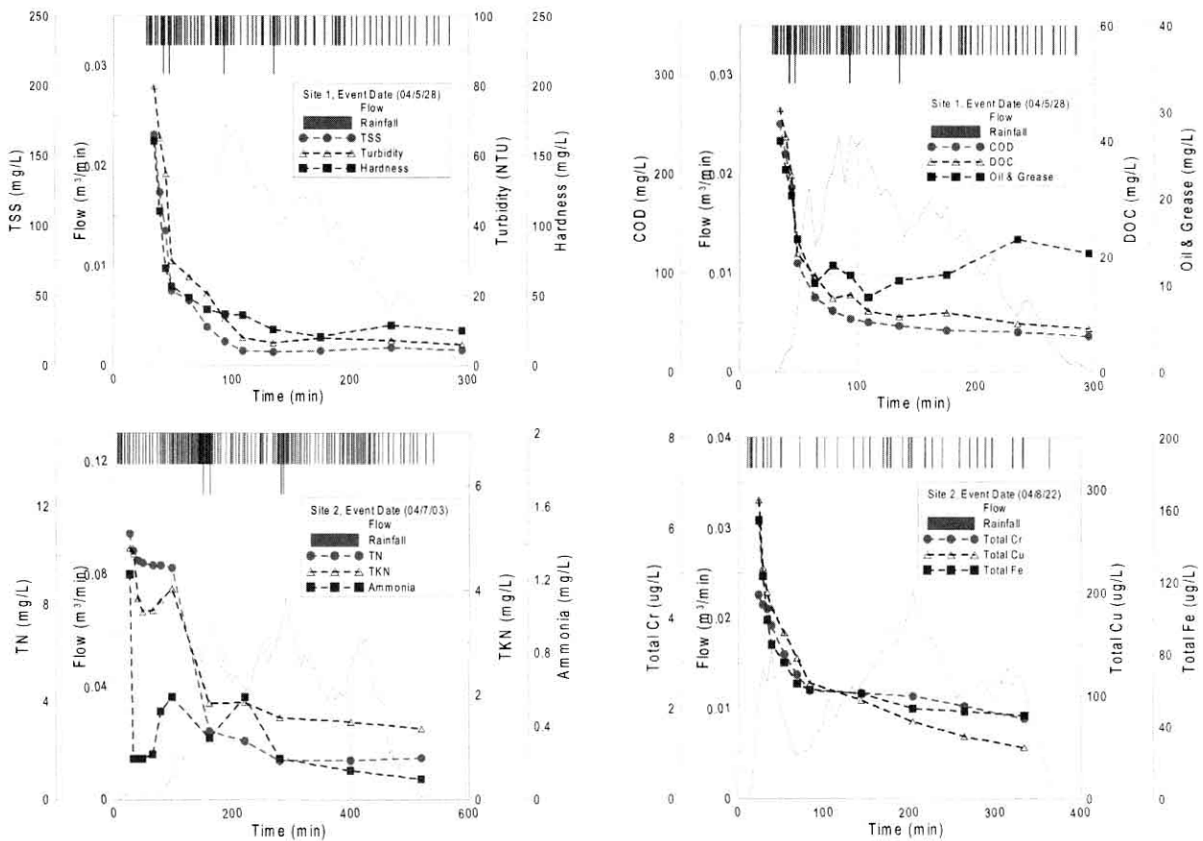 250
200
150
100
50
0
TSS (mg/L)
0.03
0.02
0.01
0
Flow (m³/min)
Site 1, Event Date (04/5/28)
Flow
Rainfall
TSS
Turbidity
Hardness
100
80
60
40
20
0
Turbidity (NTU)
250
200
150
100
50
0
Hardness (mg/L)
0
100
200
300
Time (min)
300
200
100
0
COD (mg/L)
0.03
0.02
0.01
0
Flow (m³/min)
Site 1, Event Date (04/5/28)
Flow
Rainfall
COD
DOC
Oil & Grease
60
40
20
0
DOC (mg/L)
40
30
20
10
0
Oil & Grease (mg/L)
0
100
200
300
Time (min)
12
8
4
0
TN (mg/L)
0.12
0.08
0.04
0.00
Flow (m³/min)
Site 2, Event Date (04/7/03)
Flow
Rainfall
TN
TKN
Ammonia
6
4
2
0
TKN (mg/L)
2
1.6
1.2
0.8
0.4
0
Ammonia (mg/L)
0
200
400
600
Time (min)
8
6
4
2
0
Total Cr (ug/L)
0.04
0.03
0.02
0.01
0
Flow (m³/min)
Site 2 Event Date (04/8/22)
Flow
Rainfall
Total Cr
Total Cu
Total Fe
300
200
100
0
Total Cu (ug/L)
200
160
120
80
40
0
Total Fe (ug/L)
0
100
200
300
400
Time (min)